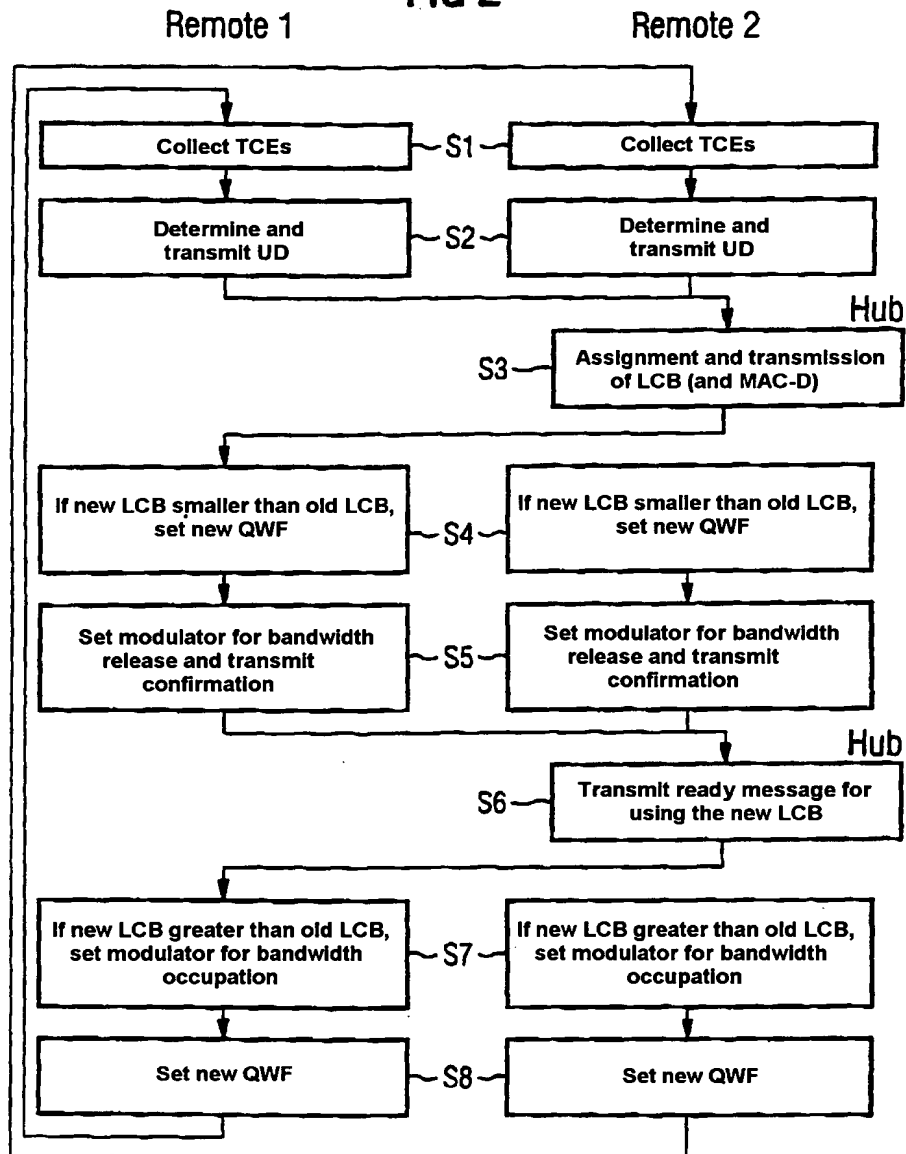 FIG 2
Remote 1
Remote 2
Collect TCEs
S1
Collect TCEs
Determine and
transmit UD
S2
Determine and
transmit UD
Hub
S3
Assignment and transmission
of LCB (and MAC-D)
If new LCB smaller than old LCB,
set new QWF
S4
If new LCB smaller than old LCB,
set new QWF
Set modulator for bandwidth
release and transmit
confirmation
S5
Set modulator for bandwidth
release and transmit
confirmation
Hub
S6
Transmit ready message for
using the new LCB
If new LCB greater than old LCB,
set modulator for bandwidth
occupation
S7
If new LCB greater than old LCB,
set modulator for bandwidth
occupation
Set new QWF
S8
Set new QWF